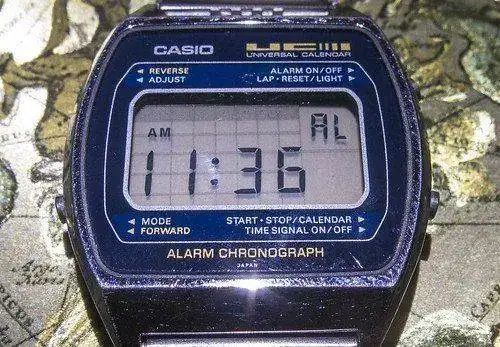 CASIO UC III
UNIVERSAL CALENDAR
REVERSE ALARM ON/OFF
ADJUST LAP•RESET/LIGHT
AM AL
11:36
MODE START•STOP/CALENDAR
FORWARD TIME SIGNAL ON/OFF
ALARM CHRONOGRAPH
JAPAN